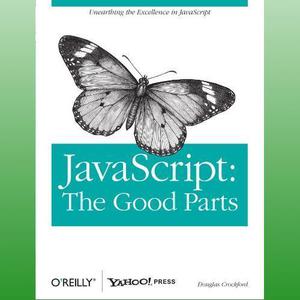 Unearthing the Excellence in JavaScript
JavaScript:
The Good Parts
O'REILLY® YAHOO! PRESS Douglas Crockford